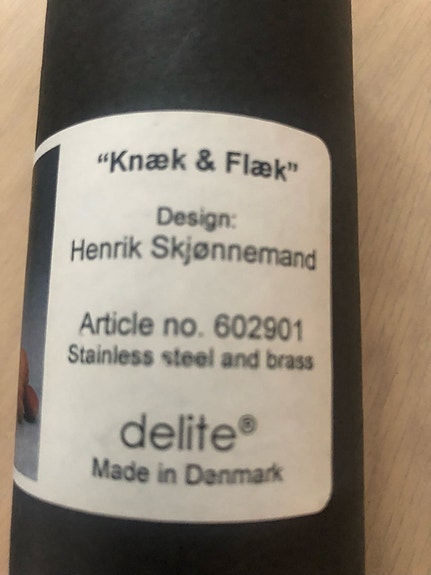 “Knæk & Flæk”
Design:
Henrik Skjønnemand
Article no. 602901
Stainless steel and brass
delite®
Made in Denmark